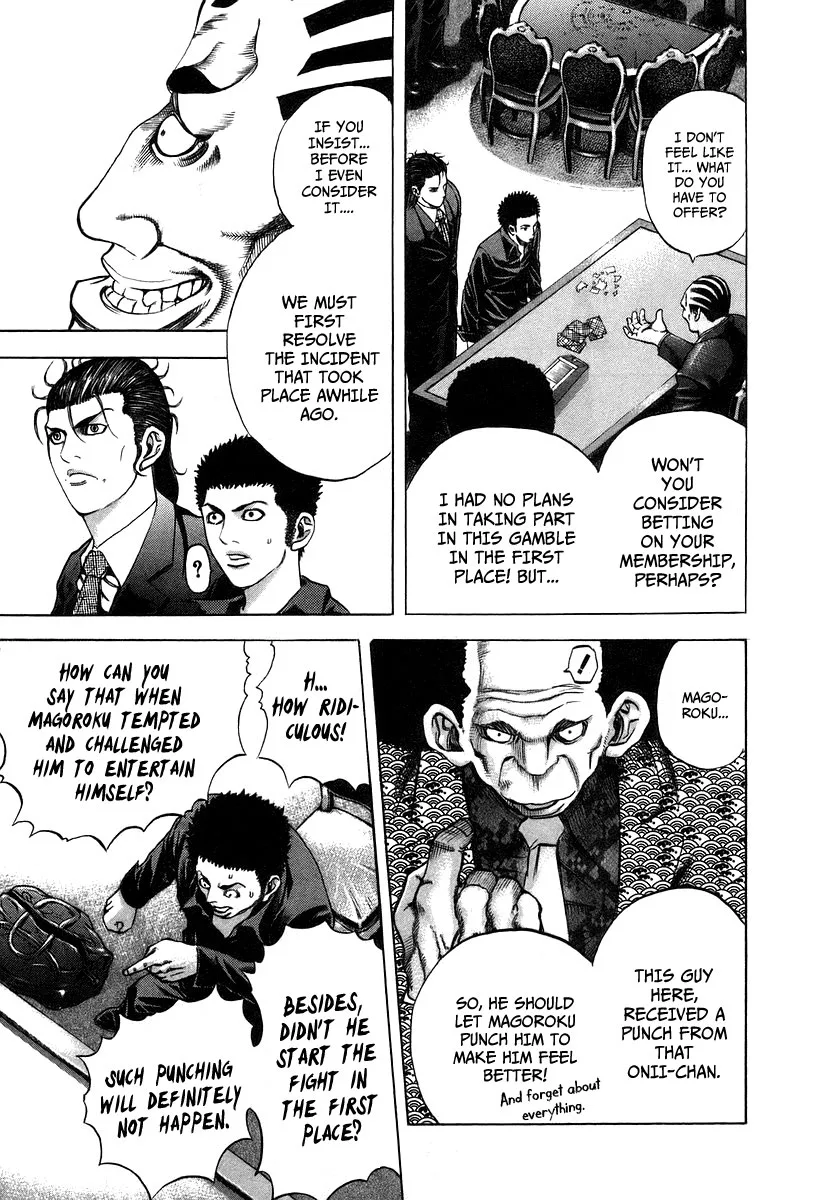 I DON'T
FEEL LIKE
IT... WHAT
DO YOU
HAVE TO
OFFER?
WON'T
YOU
CONSIDER
BETTING
ON YOUR
MEMBERSHIP,
PERHAPS?
I HAD NO PLANS
IN TAKING PART
IN THIS GAMBLE
IN THE FIRST
PLACE! BUT...
IF YOU
INSIST...
BEFORE
I EVEN
CONSIDER
IT....
WE MUST
FIRST
RESOLVE
THE INCIDENT
THAT TOOK
PLACE AWHILE
AGO.
?
MAGO-
ROKU...
!
THIS GUY
HERE,
RECEIVED A
PUNCH FROM
THAT
ONII-CHAN.
SO, HE SHOULD
LET MAGOROKU
PUNCH HIM TO
MAKE HIM FEEL
BETTER!
And forget about
everything.
H...
HOW RIDI-
CULOUS!
HOW CAN YOU
SAY THAT WHEN
MAGOROKU TEMPTED
AND CHALLENGED
HIM TO ENTERTAIN
HIMSELF?
BESIDES,
DIDN'T HE
START THE
FIGHT IN
THE FIRST
PLACE?
SUCH PUNCHING
WILL DEFINITELY
NOT HAPPEN.